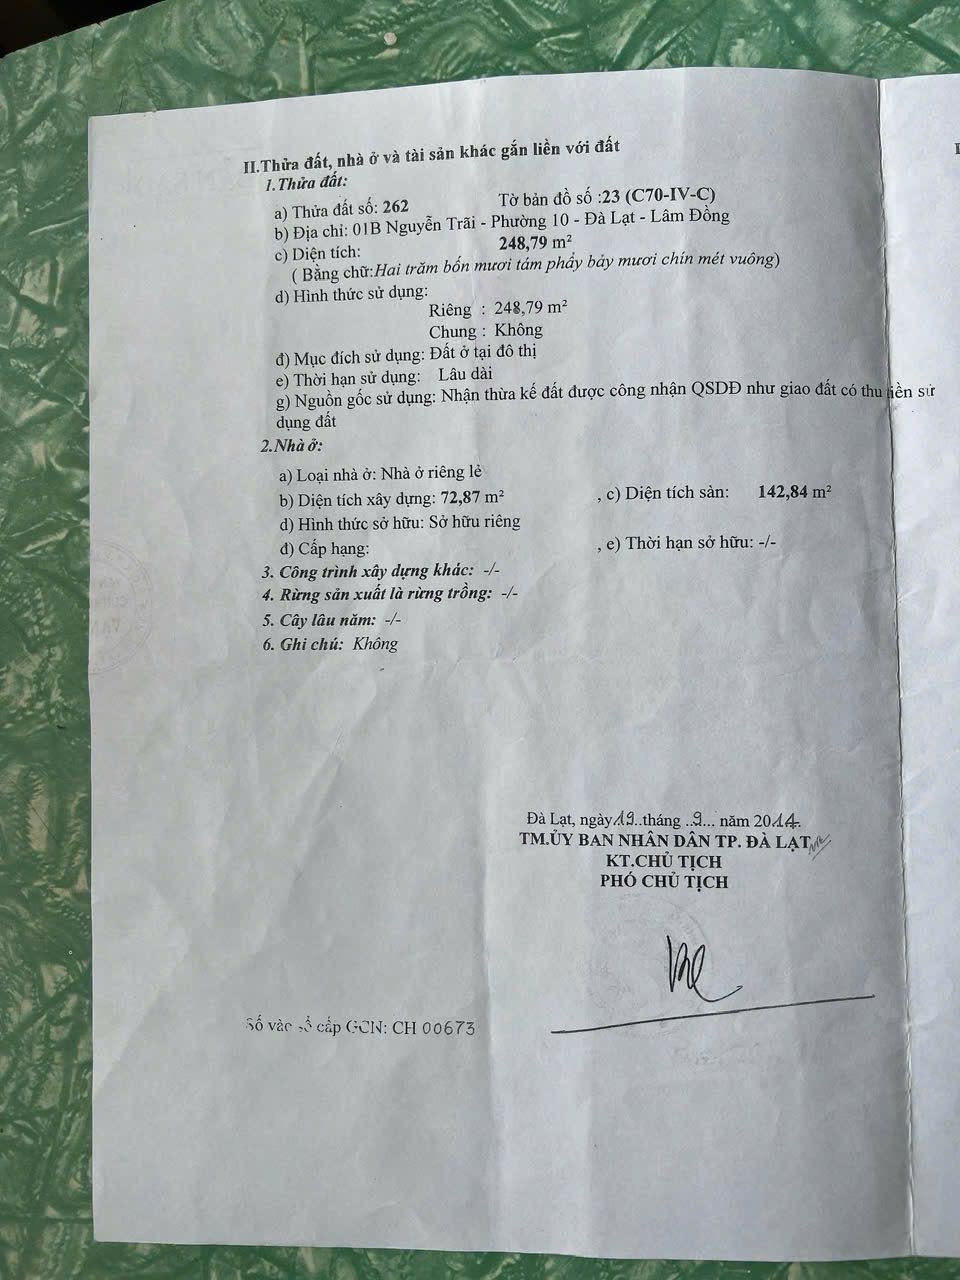 II.Thửa đất, nhà ở và tài sản khác gắn liền với đất
1.Thửa đất:
a) Thửa đất số: 262 Tờ bản đồ số :23 (C70-IV-C)
b) Địa chỉ: 01B Nguyễn Trãi - Phường 10 - Đà Lạt - Lâm Đồng
c) Diện tích: 248,79 m²
( Bằng chữ:Hai trăm bốn mươi tám phẩy bảy mươi chín mét vuông)
d) Hình thức sử dụng:
Riêng : 248,79 m²
Chung : Không
đ) Mục đích sử dụng: Đất ở tại đô thị
e) Thời hạn sử dụng: Lâu dài
g) Nguồn gốc sử dụng: Nhận thừa kế đất được công nhận QSDĐ như giao đất có thu tiền sử
dụng đất
2.Nhà ở:
a) Loại nhà ở: Nhà ở riêng lẻ
b) Diện tích xây dựng: 72,87 m² , c) Diện tích sàn: 142,84 m²
d) Hình thức sở hữu: Sở hữu riêng
đ) Cấp hạng: , e) Thời hạn sở hữu: -/-
3. Công trình xây dựng khác: -/-
4. Rừng sản xuất là rừng trồng: -/-
5. Cây lâu năm: -/-
6. Ghi chú: Không
Đà Lạt, ngày 19..tháng ..9... năm 2014.
TM.ỦY BAN NHÂN DÂN TP. ĐÀ LẠT
KT.CHỦ TỊCH
PHÓ CHỦ TỊCH
Số vào sổ cấp GCN: CH 00673